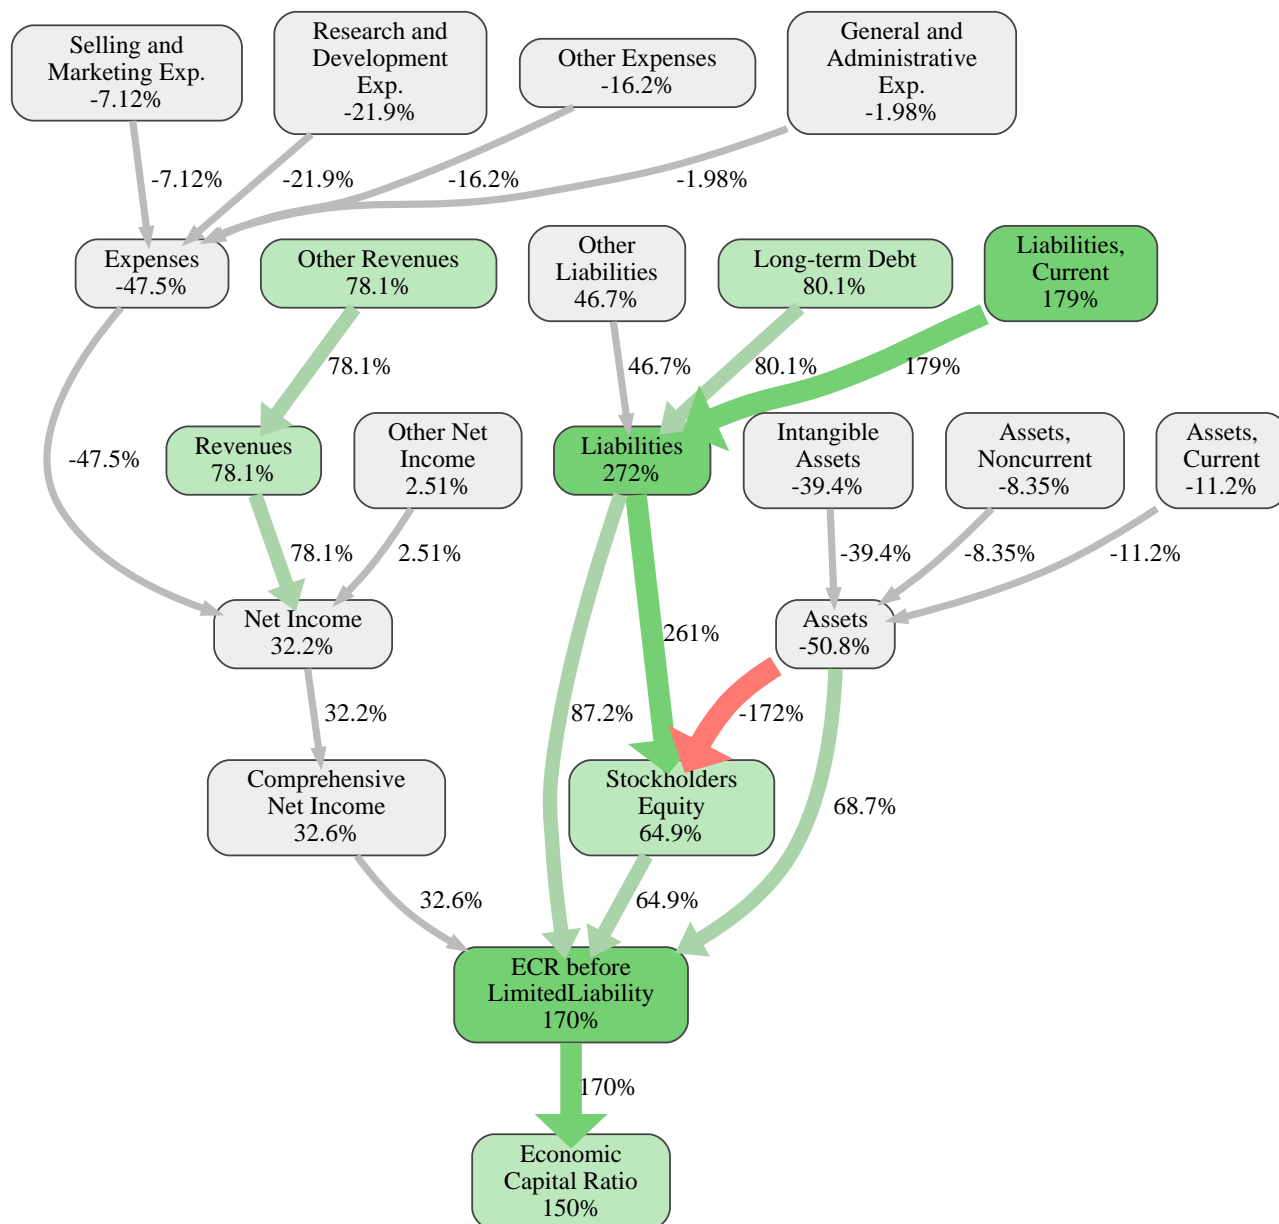 Selling and
Marketing Exp.
-7.12%
Research and
Development
Exp.
-21.9%
Other Expenses
-16.2%
General and
Administrative
Exp.
-1.98%
-7.12%
-21.9%
-16.2%
-1.98%
Expenses
-47.5%
Other Revenues
78.1%
Other
Liabilities
46.7%
Long-term Debt
80.1%
Liabilities,
Current
179%
78.1%
46.7%
80.1%
179%
-47.5%
Revenues
78.1%
Other Net
Income
2.51%
Liabilities
272%
Intangible
Assets
-39.4%
Assets,
Noncurrent
-8.35%
Assets,
Current
-11.2%
78.1%
2.51%
-39.4%
-8.35%
-11.2%
Net Income
32.2%
261%
Assets
-50.8%
32.2%
87.2%
-172%
Comprehensive
Net Income
32.6%
Stockholders
Equity
64.9%
68.7%
32.6%
64.9%
ECR before
LimitedLiability
170%
170%
Economic
Capital Ratio
150%